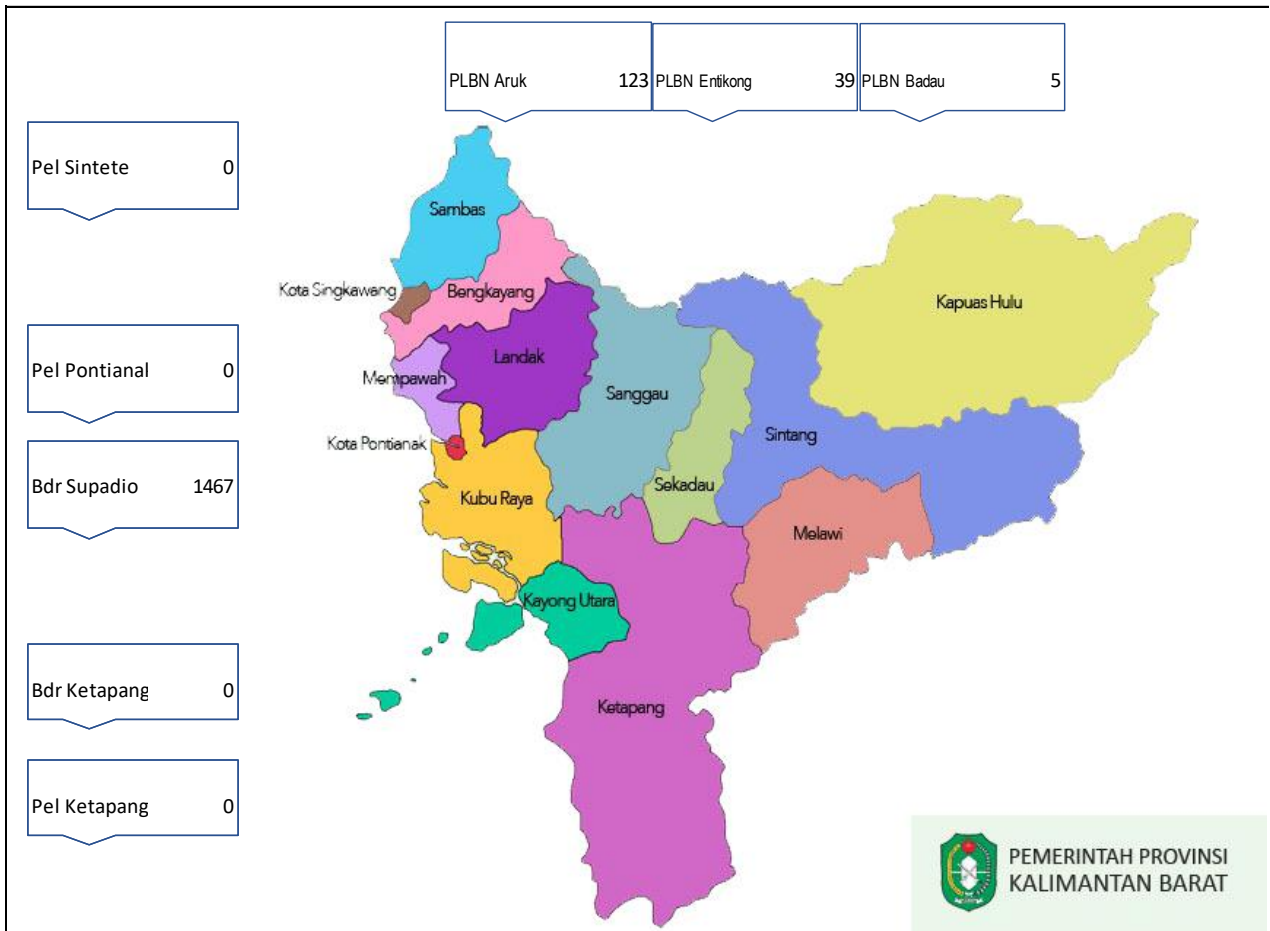 PLBN Aruk 123 PLBN Entikong 39 PLBN Badau 5
Pel Sintete 0
Sambas
Kota Singkawang
Bengkayang
Kapuas Hulu
Pel Pontianal 0
Landak
Mempawah
Sanggau
Kota Pontianak
Sintang
Bdr Supadio 1467
Kubu Raya
Sekadau
Melawi
Kayong Utara
Bdr Ketapang 0
Ketapang
Pel Ketapang 0
PEMERINTAH PROVINSI
KALIMANTAN BARAT